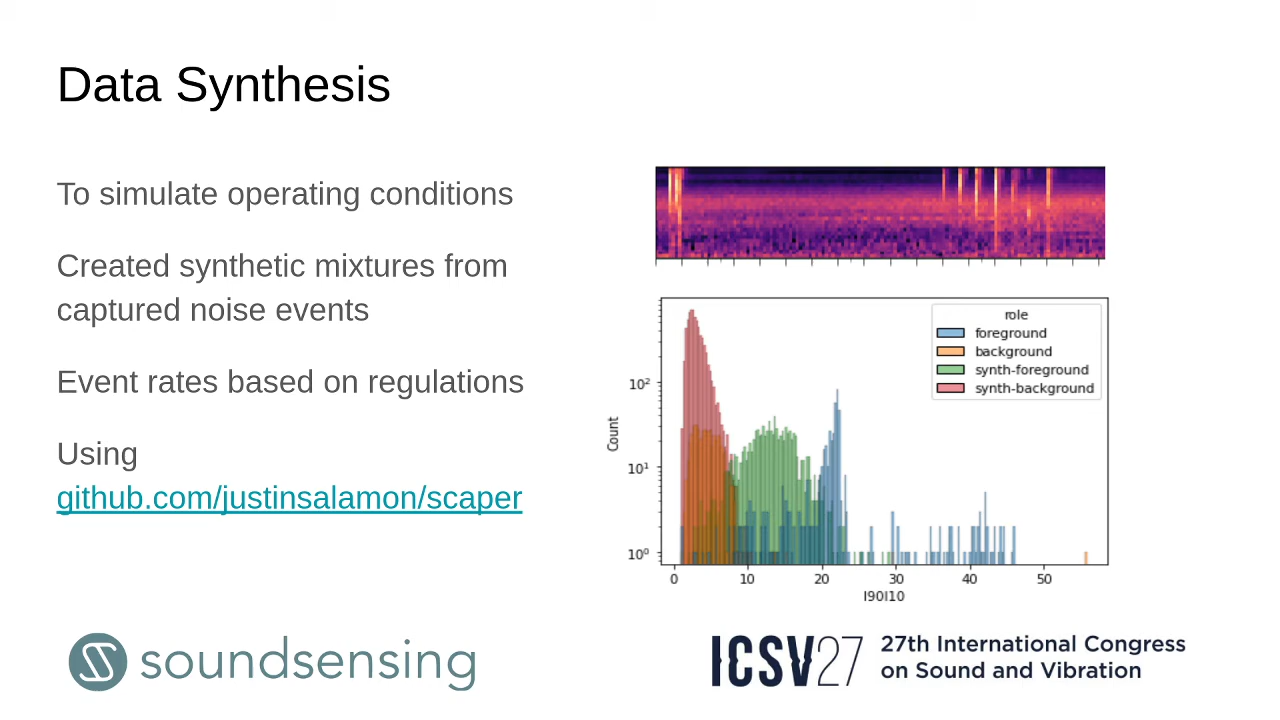 Data Synthesis
To simulate operating conditions
Created synthetic mixtures from
captured noise events
Event rates based on regulations
Using
github.com/justinsalamon/scaper
role
foreground
background
synth-foreground
synth-background
Count
10²
10¹
10⁰
0 10 20 30 40 50
l90l10
soundsensing
ICSV27
27th International Congress
on Sound and Vibration